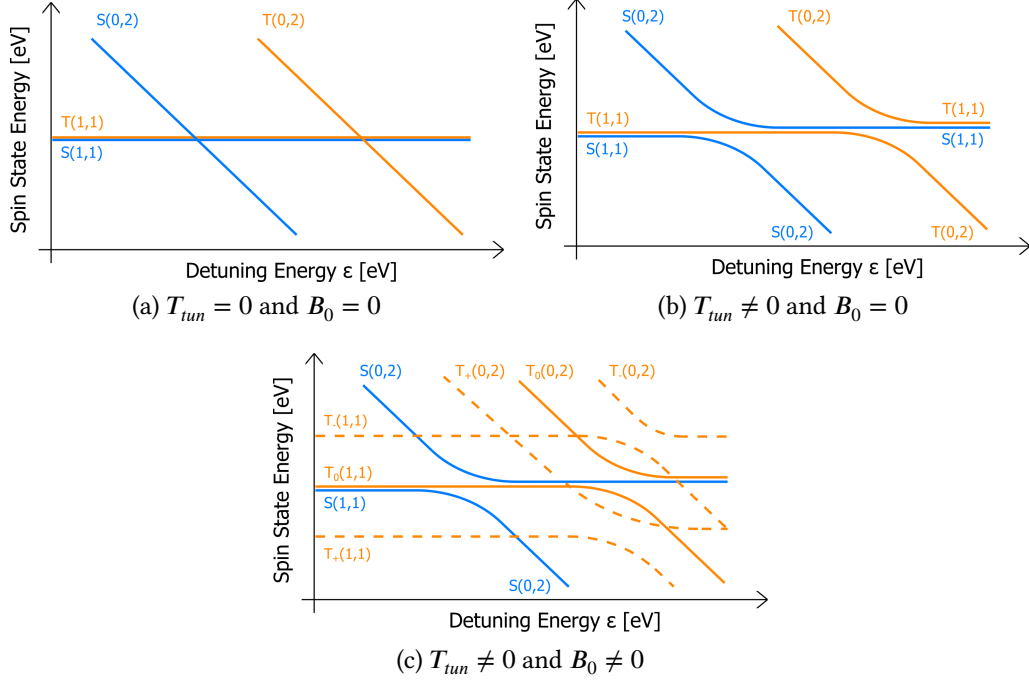 S(0,2)
T(0,2)
T(1,1)
S(1,1)
Spin State Energy [eV]
Detuning Energy ε [eV]
(a) T_tun = 0 and B_0 = 0
S(0,2)
T(0,2)
T(1,1)
T(1,1)
S(1,1)
S(1,1)
S(0,2)
T(0,2)
Spin State Energy [eV]
Detuning Energy ε [eV]
(b) T_tun ≠ 0 and B_0 = 0
S(0,2)
T₊(0,2)
T₀(0,2)
T₋(0,2)
T₋(1,1)
T₀(1,1)
S(1,1)
T₊(1,1)
S(0,2)
Spin State Energy [eV]
Detuning Energy ε [eV]
(c) T_tun ≠ 0 and B_0 ≠ 0